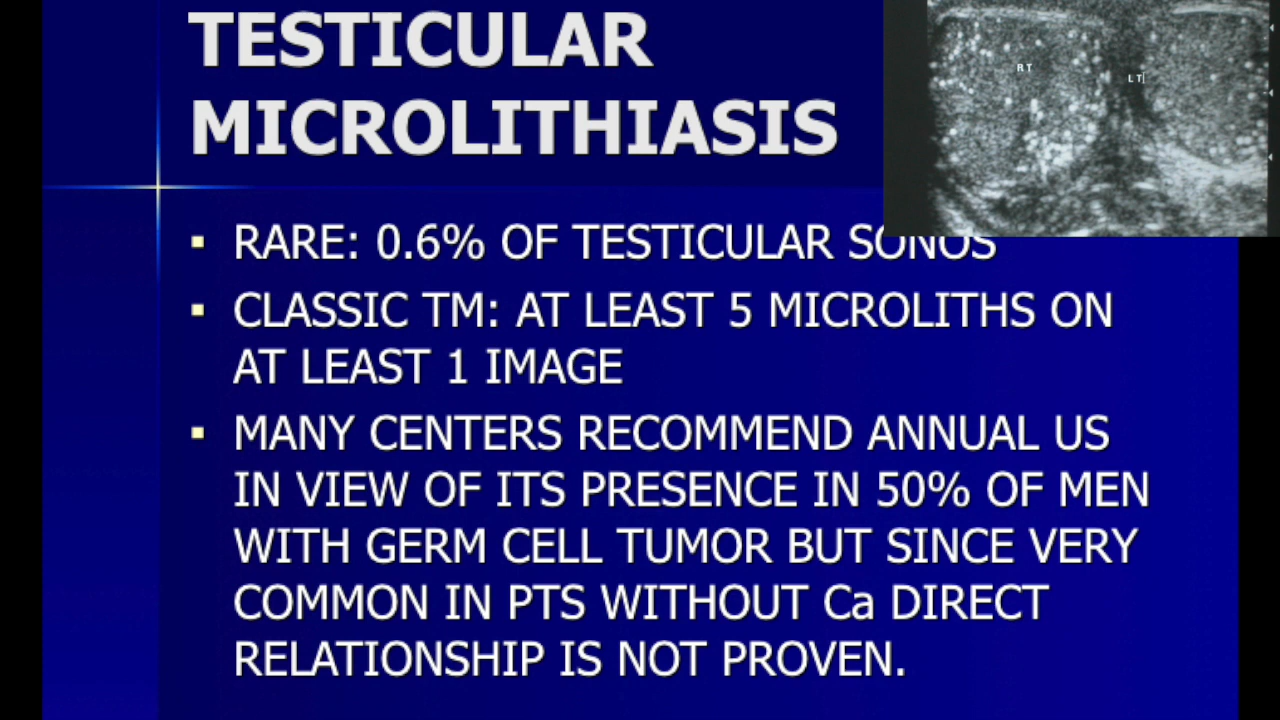 TESTICULAR
MICROLITHIASIS
RT
LT
▪ RARE: 0.6% OF TESTICULAR SONOS
▪ CLASSIC TM: AT LEAST 5 MICROLITHS ON
AT LEAST 1 IMAGE
▪ MANY CENTERS RECOMMEND ANNUAL US
IN VIEW OF ITS PRESENCE IN 50% OF MEN
WITH GERM CELL TUMOR BUT SINCE VERY
COMMON IN PTS WITHOUT Ca DIRECT
RELATIONSHIP IS NOT PROVEN.